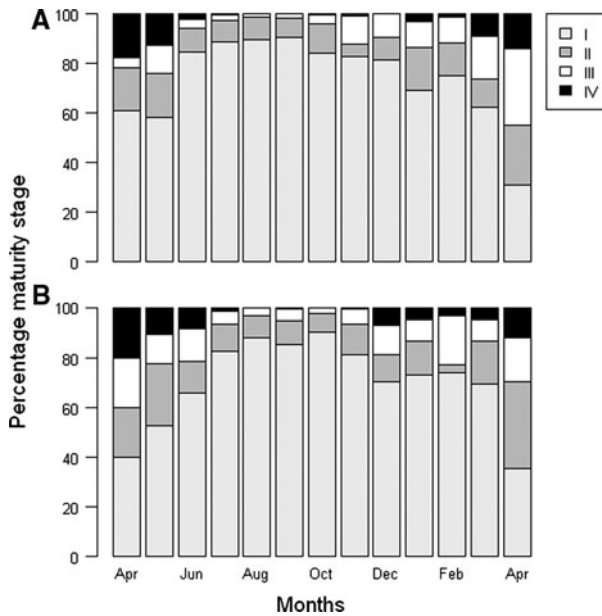 A
100
80
60
40
20
0
I
II
III
IV
B
100
80
60
40
20
0
Percentage maturity stage
Apr Jun Aug Oct Dec Feb Apr
Months